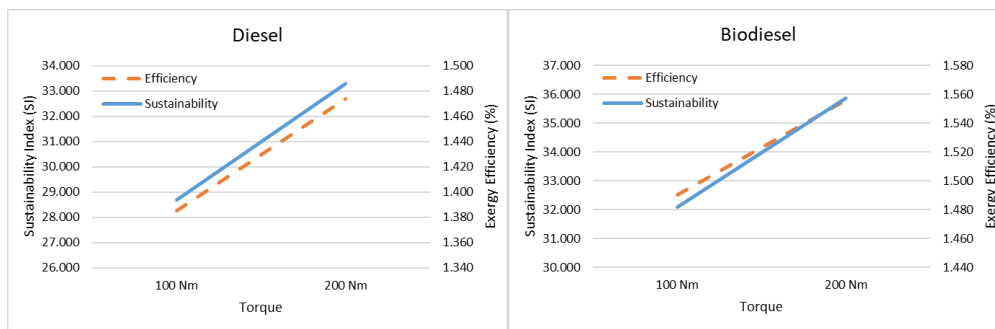 Diesel
Sustainability Index (SI)
34.000
33.000
32.000
31.000
30.000
29.000
28.000
27.000
26.000
Efficiency
Sustainability
1.500
1.480
1.460
1.440
1.420
1.400
1.380
1.360
1.340
Exergy Efficiency (%)
100 Nm
200 Nm
Torque
Biodiesel
Sustainability Index (SI)
37.000
36.000
35.000
34.000
33.000
32.000
31.000
30.000
Efficiency
Sustainability
1.580
1.560
1.540
1.520
1.500
1.480
1.460
1.440
Exergy Efficiency (%)
100 Nm
200 Nm
Torque